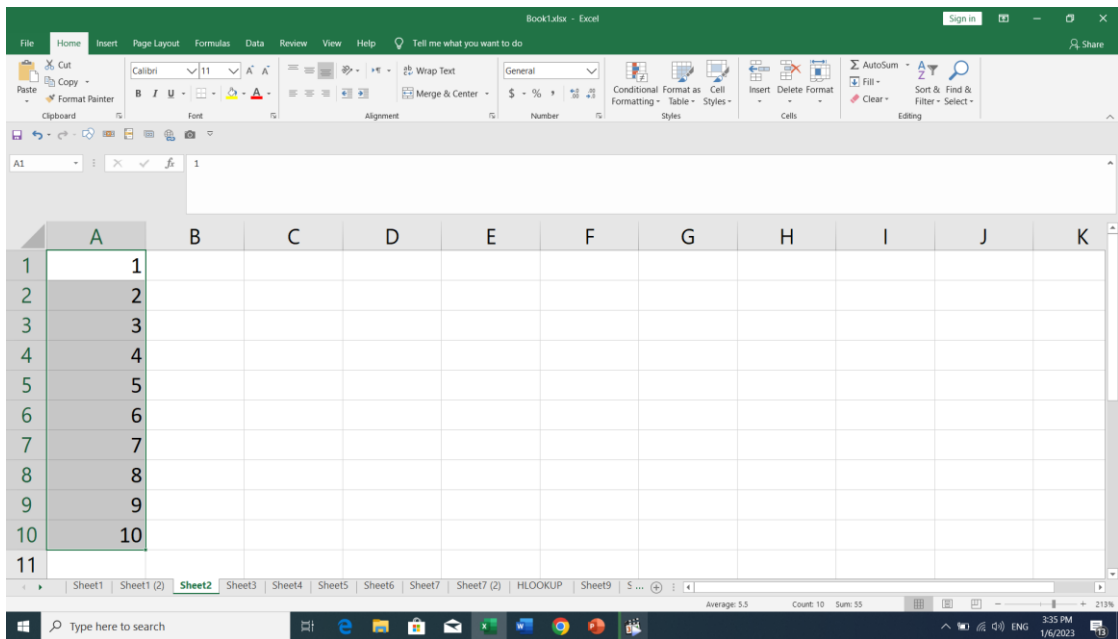 Book1.xlsx - Excel
Sign in
File Home Insert Page Layout Formulas Data Review View Help Tell me what you want to do Share
Paste
Cut
Copy
Format Painter
Clipboard
Calibri 11
B I U
Font
Wrap Text
Merge & Center
Alignment
General
$ % ,
Number
Conditional Formatting
Format as Table
Cell Styles
Styles
Insert Delete Format
Cells
AutoSum
Fill
Clear
Sort & Filter
Find & Select
Editing
A1 fx 1
A B C D E F G H I J K
1 1
2 2
3 3
4 4
5 5
6 6
7 7
8 8
9 9
10 10
11
Sheet1 Sheet1 (2) Sheet2 Sheet3 Sheet4 Sheet5 Sheet6 Sheet7 Sheet7 (2) HLOOKUP Sheet9 S ...
Average: 5.5 Count: 10 Sum: 55 213%
Type here to search
ENG
3:35 PM
1/6/2023